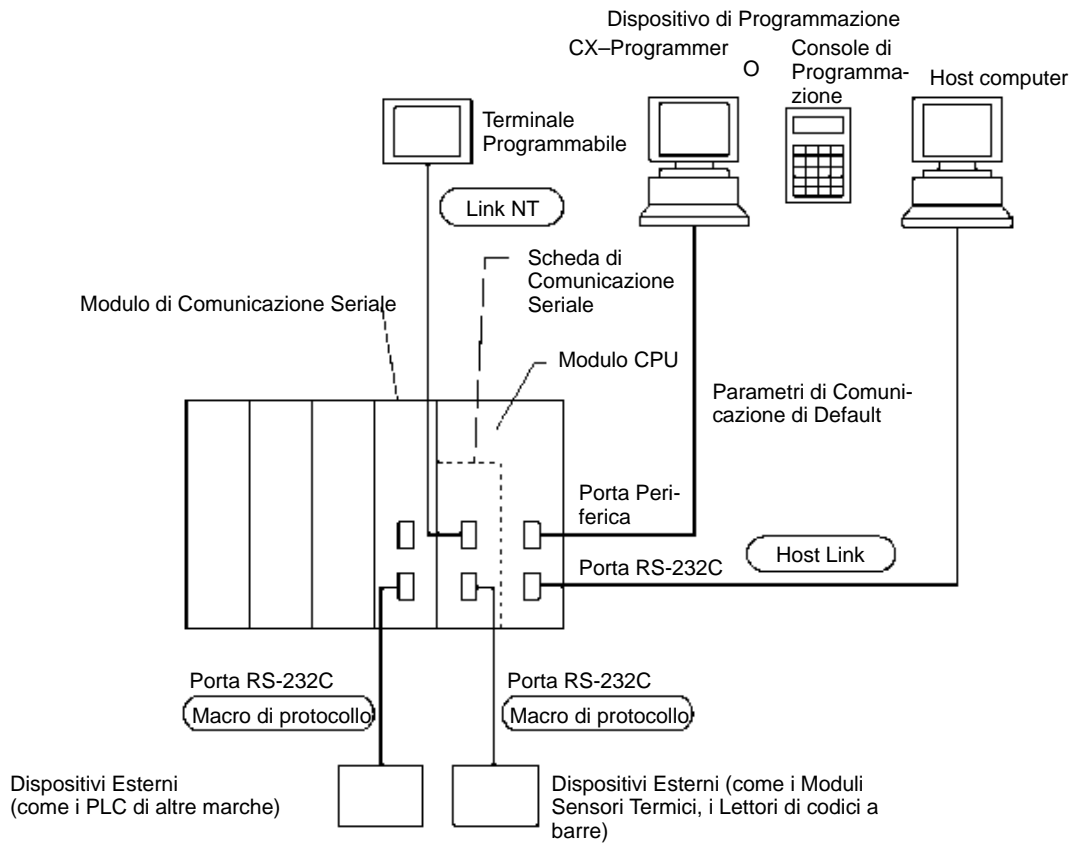 Dispositivo di Programmazione
CX–Programmer
O
Console di
Programma-
zione
Host computer
Terminale
Programmabile
Link NT
Scheda di
Comunicazione
Seriale
Modulo di Comunicazione Seriale
Modulo CPU
Parametri di Comuni-
cazione di Default
Porta Peri-
ferica
Host Link
Porta RS-232C
Porta RS-232C
Macro di protocollo
Porta RS-232C
Macro di protocollo
Dispositivi Esterni
(come i PLC di altre marche)
Dispositivi Esterni (come i Moduli
Sensori Termici, i Lettori di codici a
barre)